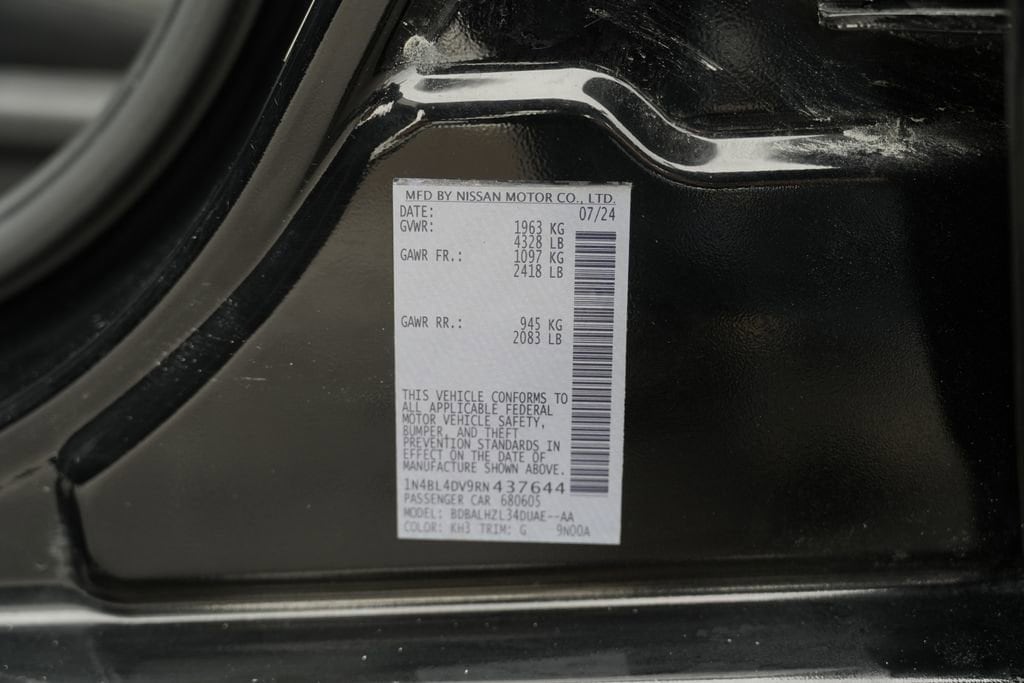 MFD BY NISSAN MOTOR CO., LTD.
DATE: 07/24
GVWR: 1963 KG
4328 LB
GAWR FR.: 1097 KG
2418 LB
GAWR RR.: 945 KG
2083 LB
THIS VEHICLE CONFORMS TO
ALL APPLICABLE FEDERAL
MOTOR VEHICLE SAFETY,
BUMPER, AND THEFT
PREVENTION STANDARDS IN
EFFECT ON THE DATE OF
MANUFACTURE SHOWN ABOVE.
1N4BL4DV9RN437644
PASSENGER CAR 680605
MODEL: BDBALHZL34DUAE--AA
COLOR: KH3 TRIM: G 9N00A